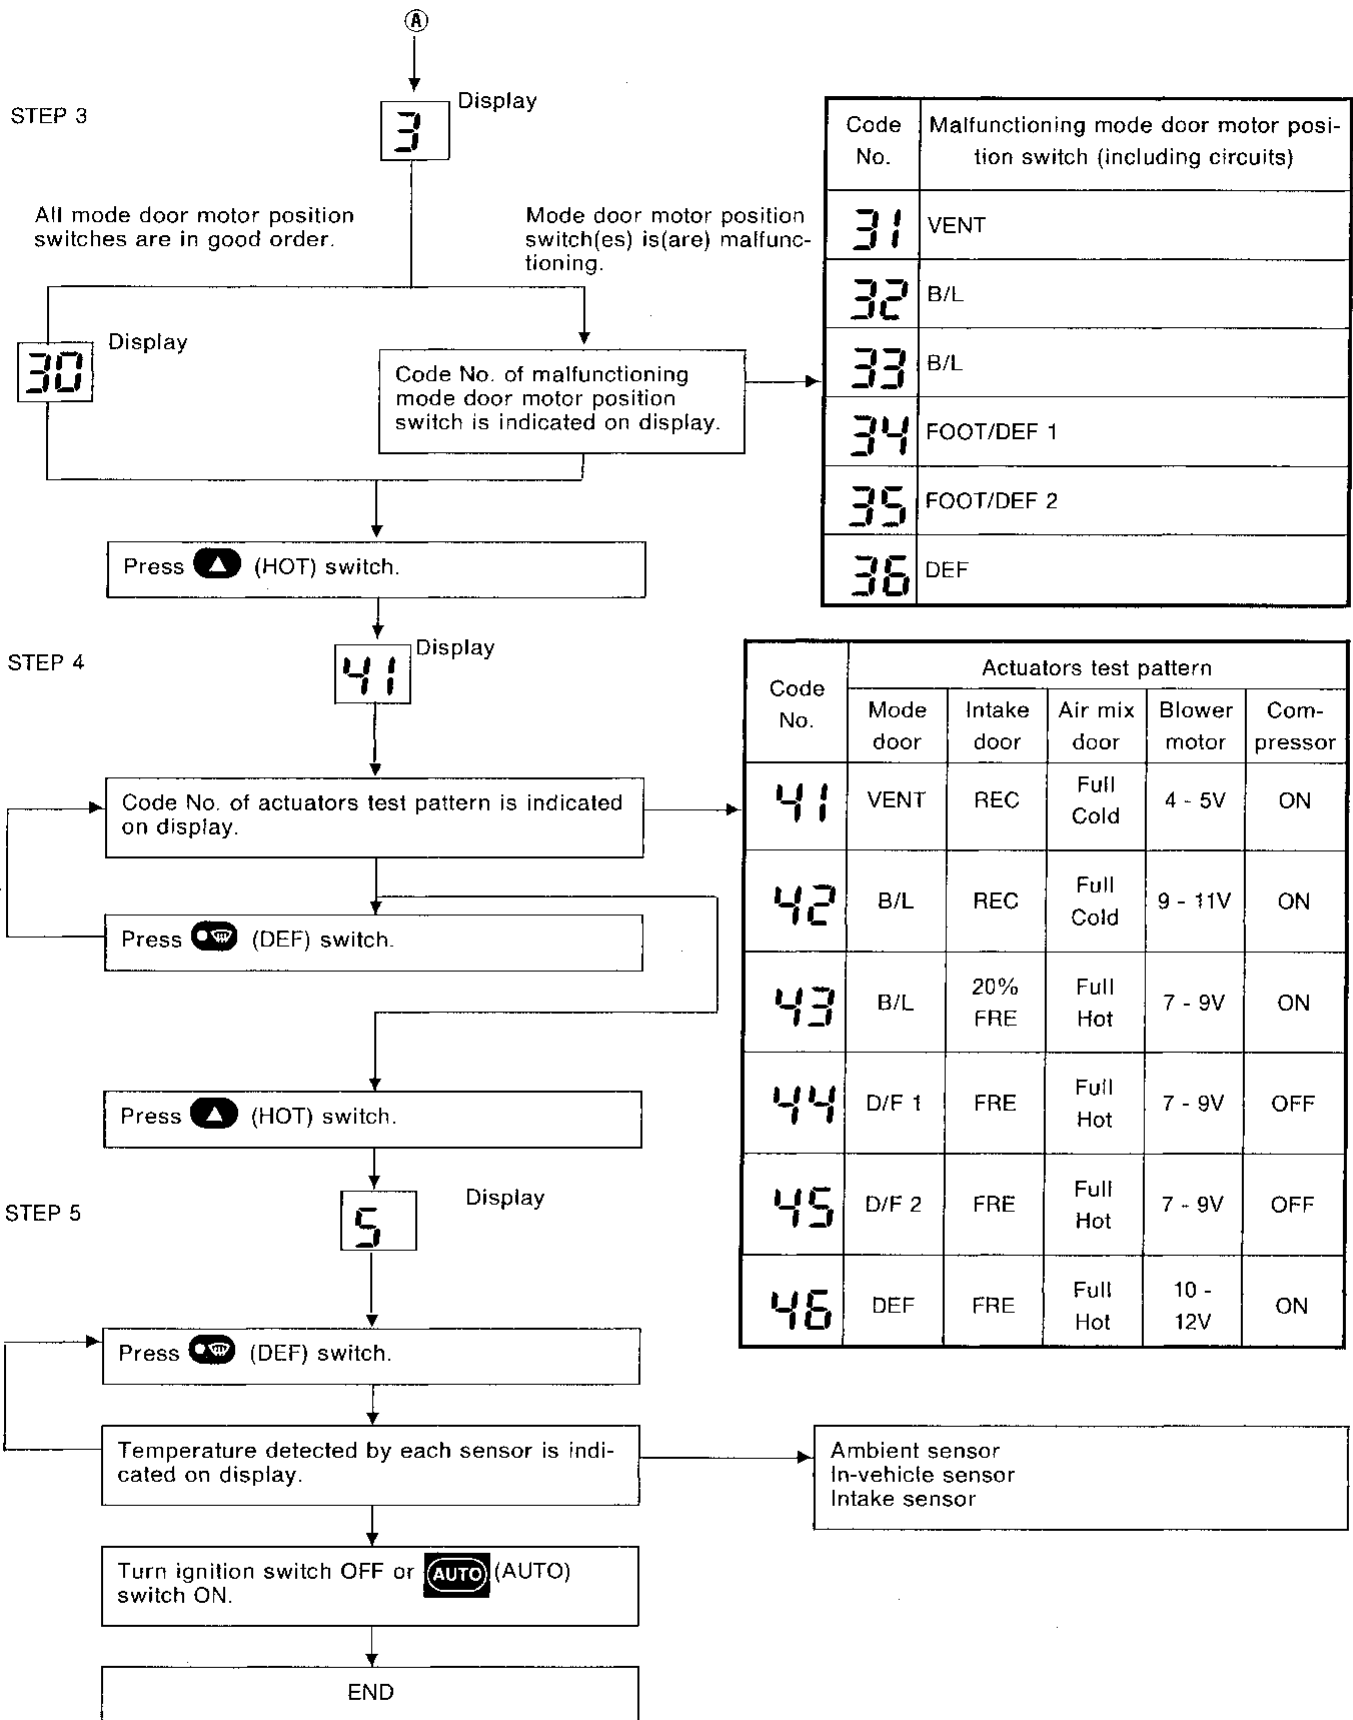 A
STEP 3
3
Display
All mode door motor position
switches are in good order.
Mode door motor position
switch(es) is(are) malfunc-
tioning.
30
Display
Code No. of malfunctioning
mode door motor position
switch is indicated on display.
Code
No.
Malfunctioning mode door motor posi-
tion switch (including circuits)
31 VENT
32 B/L
33 B/L
34 FOOT/DEF 1
35 FOOT/DEF 2
36 DEF
Press (HOT) switch.
STEP 4
41
Display
Code No. of actuators test pattern is indicated
on display.
Press (DEF) switch.
Press (HOT) switch.
Code
No.
Actuators test pattern
Mode
door
Intake
door
Air mix
door
Blower
motor
Com-
pressor
41 VENT REC Full
Cold 4 - 5V ON
42 B/L REC Full
Cold 9 - 11V ON
43 B/L 20%
FRE Full
Hot 7 - 9V ON
44 D/F 1 FRE Full
Hot 7 - 9V OFF
45 D/F 2 FRE Full
Hot 7 - 9V OFF
46 DEF FRE Full
Hot 10 -
12V ON
STEP 5
5
Display
Press (DEF) switch.
Temperature detected by each sensor is indi-
cated on display.
Ambient sensor
In-vehicle sensor
Intake sensor
Turn ignition switch OFF or AUTO (AUTO)
switch ON.
END